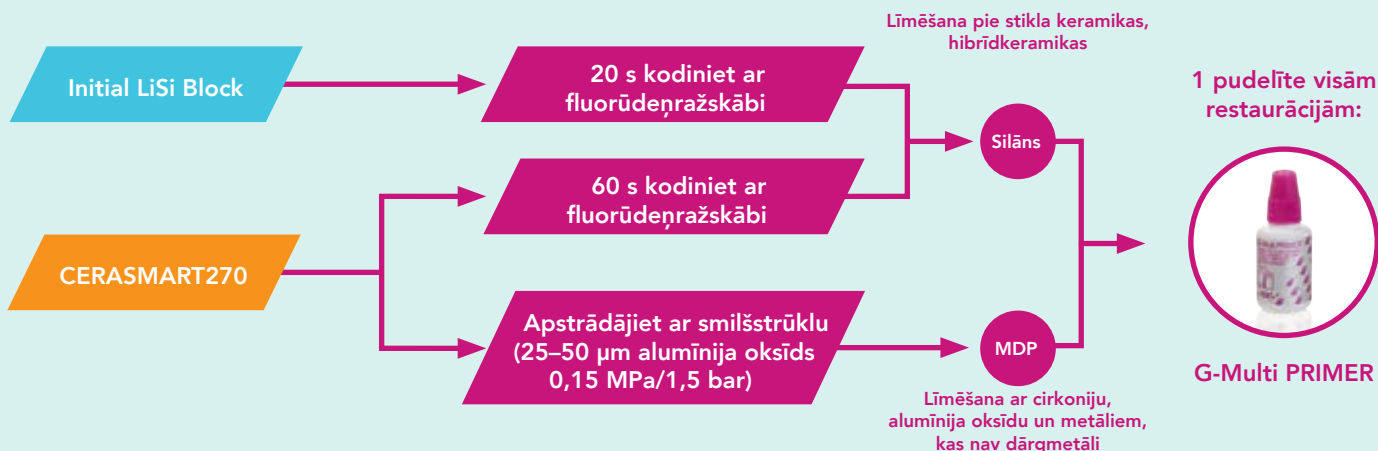 Līmēšana pie stikla keramikas,
hibrīdkeramikas
Initial LiSi Block
20 s kodiniet ar
fluorūdeņražskābi
1 pudelīte visām
restaurācijām:
Silāns
60 s kodiniet ar
fluorūdeņražskābi
CERASMART270
Apstrādājiet ar smilšstrūklu
(25–50 µm alumīnija oksīds
0,15 MPa/1,5 bar)
MDP
G-Multi PRIMER
Līmēšana ar cirkoniju,
alumīnija oksīdu un metāliem,
kas nav dārgmetāli